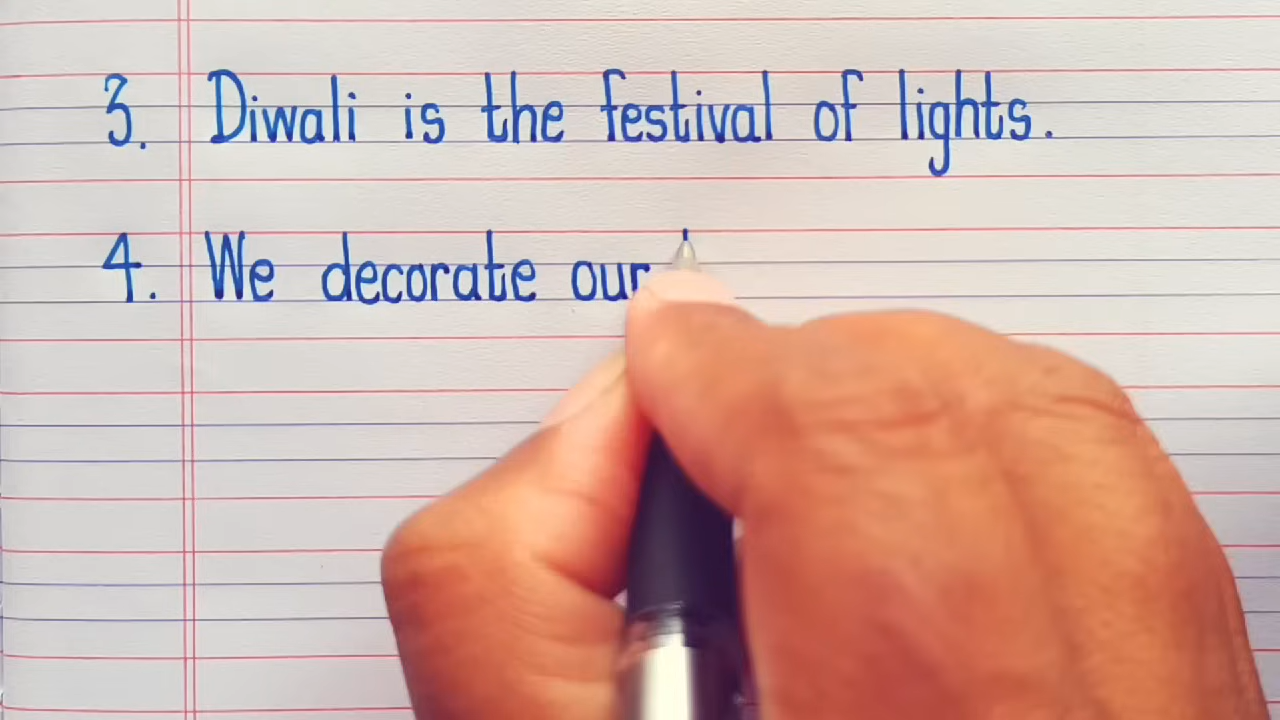 3. Diwali is the festival of lights.
4. We decorate our